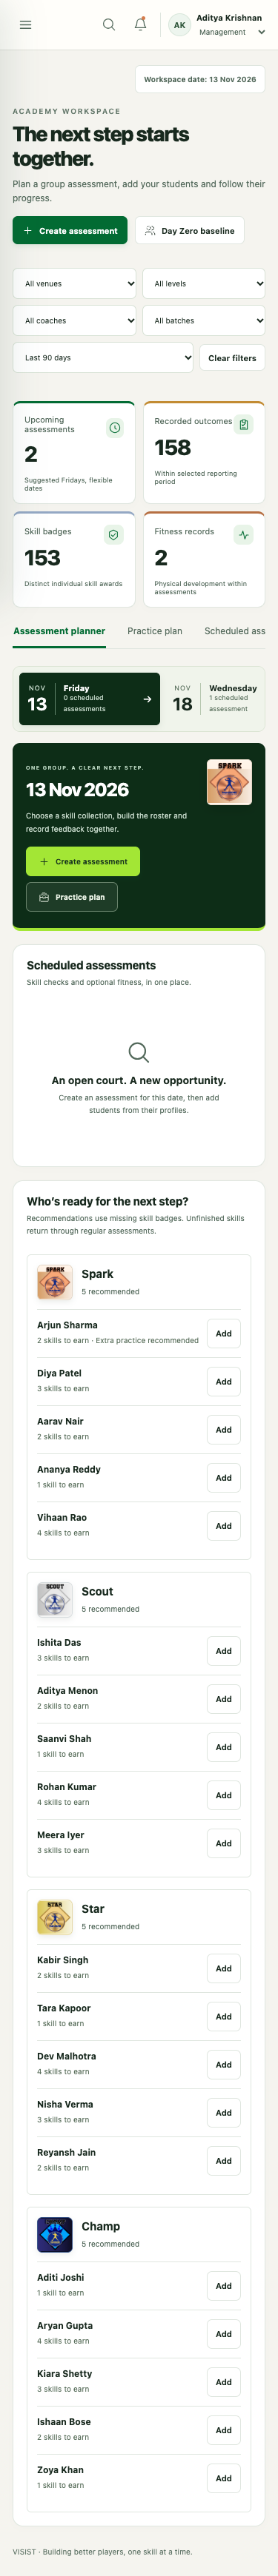 AK
Aditya Krishnan
Management
Workspace date: 13 Nov 2026
ACADEMY WORKSPACE
The next step starts
together.
Plan a group assessment, add your students and follow their
progress.
Create assessment
Day Zero baseline
All venues
All levels
All coaches
All batches
Last 90 days
Clear filters
Upcoming
assessments
2
Suggested Fridays, flexible
dates
Recorded outcomes
158
Within selected reporting
period
Skill badges
153
Distinct individual skill awards
Fitness records
2
Physical development within
assessments
Assessment planner
Practice plan
Scheduled ass
NOV
13
Friday
0 scheduled
assessments
NOV
18
Wednesday
1 scheduled
assessment
ONE GROUP. A CLEAR NEXT STEP.
13 Nov 2026
SPARK
Choose a skill collection, build the roster and
record feedback together.
Create assessment
Practice plan
Scheduled assessments
Skill checks and optional fitness, in one place.
An open court. A new opportunity.
Create an assessment for this date, then add
students from their profiles.
Who's ready for the next step?
Recommendations use missing skill badges. Unfinished skills
return through regular assessments.
SPARK
Spark
5 recommended
Arjun Sharma
2 skills to earn · Extra practice recommended
Add
Diya Patel
3 skills to earn
Add
Aarav Nair
2 skills to earn
Add
Ananya Reddy
1 skill to earn
Add
Vihaan Rao
4 skills to earn
Add
SCOUT
Scout
5 recommended
Ishita Das
3 skills to earn
Add
Aditya Menon
2 skills to earn
Add
Saanvi Shah
1 skill to earn
Add
Rohan Kumar
4 skills to earn
Add
Meera Iyer
3 skills to earn
Add
STAR
Star
5 recommended
Kabir Singh
2 skills to earn
Add
Tara Kapoor
1 skill to earn
Add
Dev Malhotra
4 skills to earn
Add
Nisha Verma
3 skills to earn
Add
Reyansh Jain
2 skills to earn
Add
Champ
5 recommended
Aditi Joshi
1 skill to earn
Add
Aryan Gupta
4 skills to earn
Add
Kiara Shetty
3 skills to earn
Add
Ishaan Bose
2 skills to earn
Add
Zoya Khan
1 skill to earn
Add
VISIST · Building better players, one skill at a time.